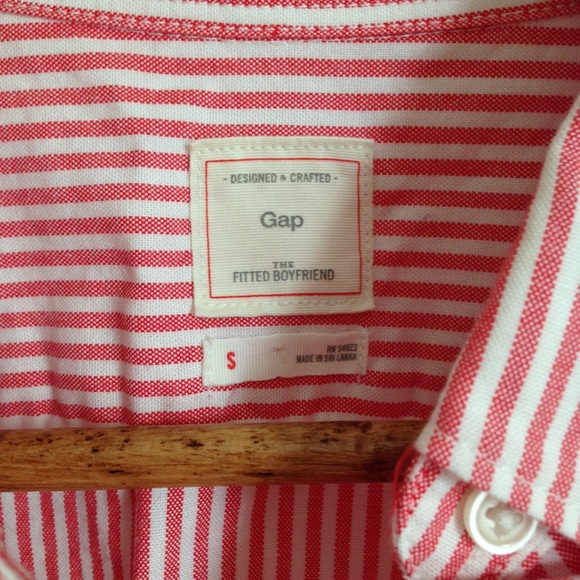 - DESIGNED & CRAFTED -
Gap
THE
FITTED BOYFRIEND
S
RN 54023
MADE IN SRI LANKA